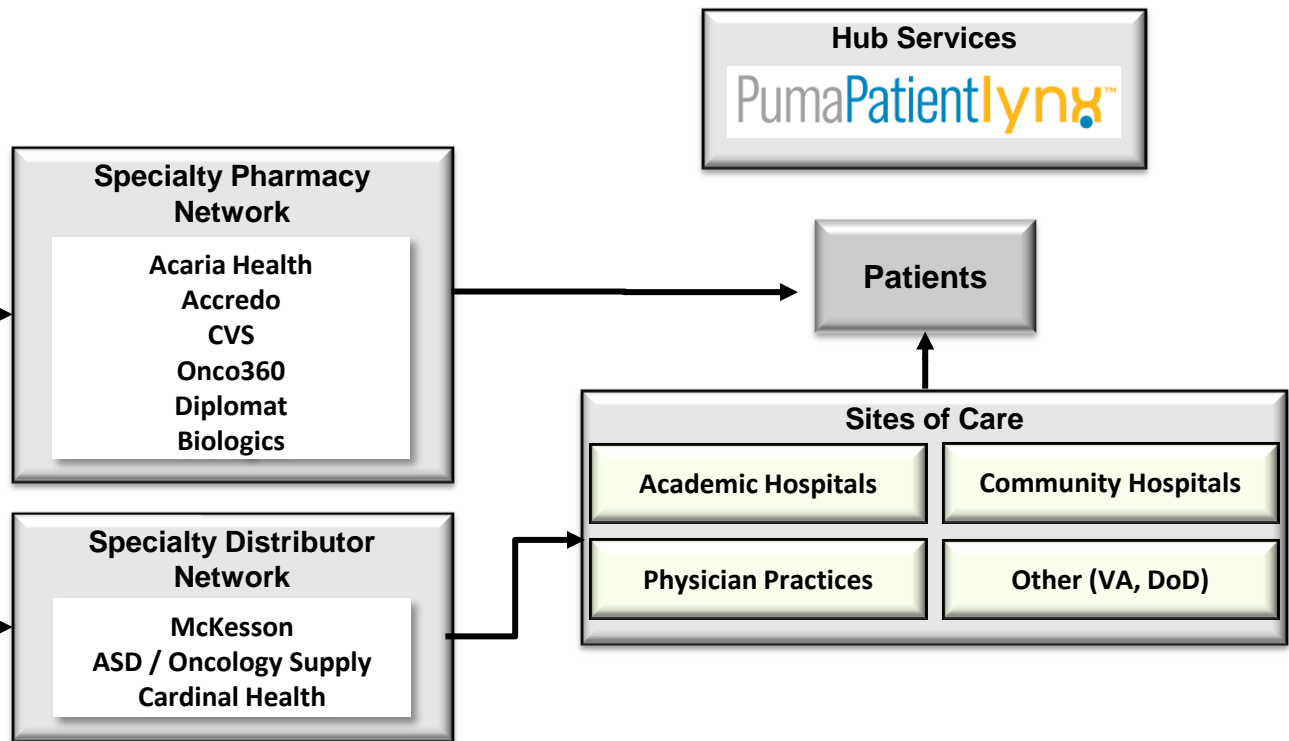 Hub Services
PumaPatientlynx™
Specialty Pharmacy
Network
Acaria Health
Accredo
CVS
Onco360
Diplomat
Biologics
Patients
Sites of Care
Academic Hospitals
Community Hospitals
Physician Practices
Other (VA, DoD)
Specialty Distributor
Network
McKesson
ASD / Oncology Supply
Cardinal Health